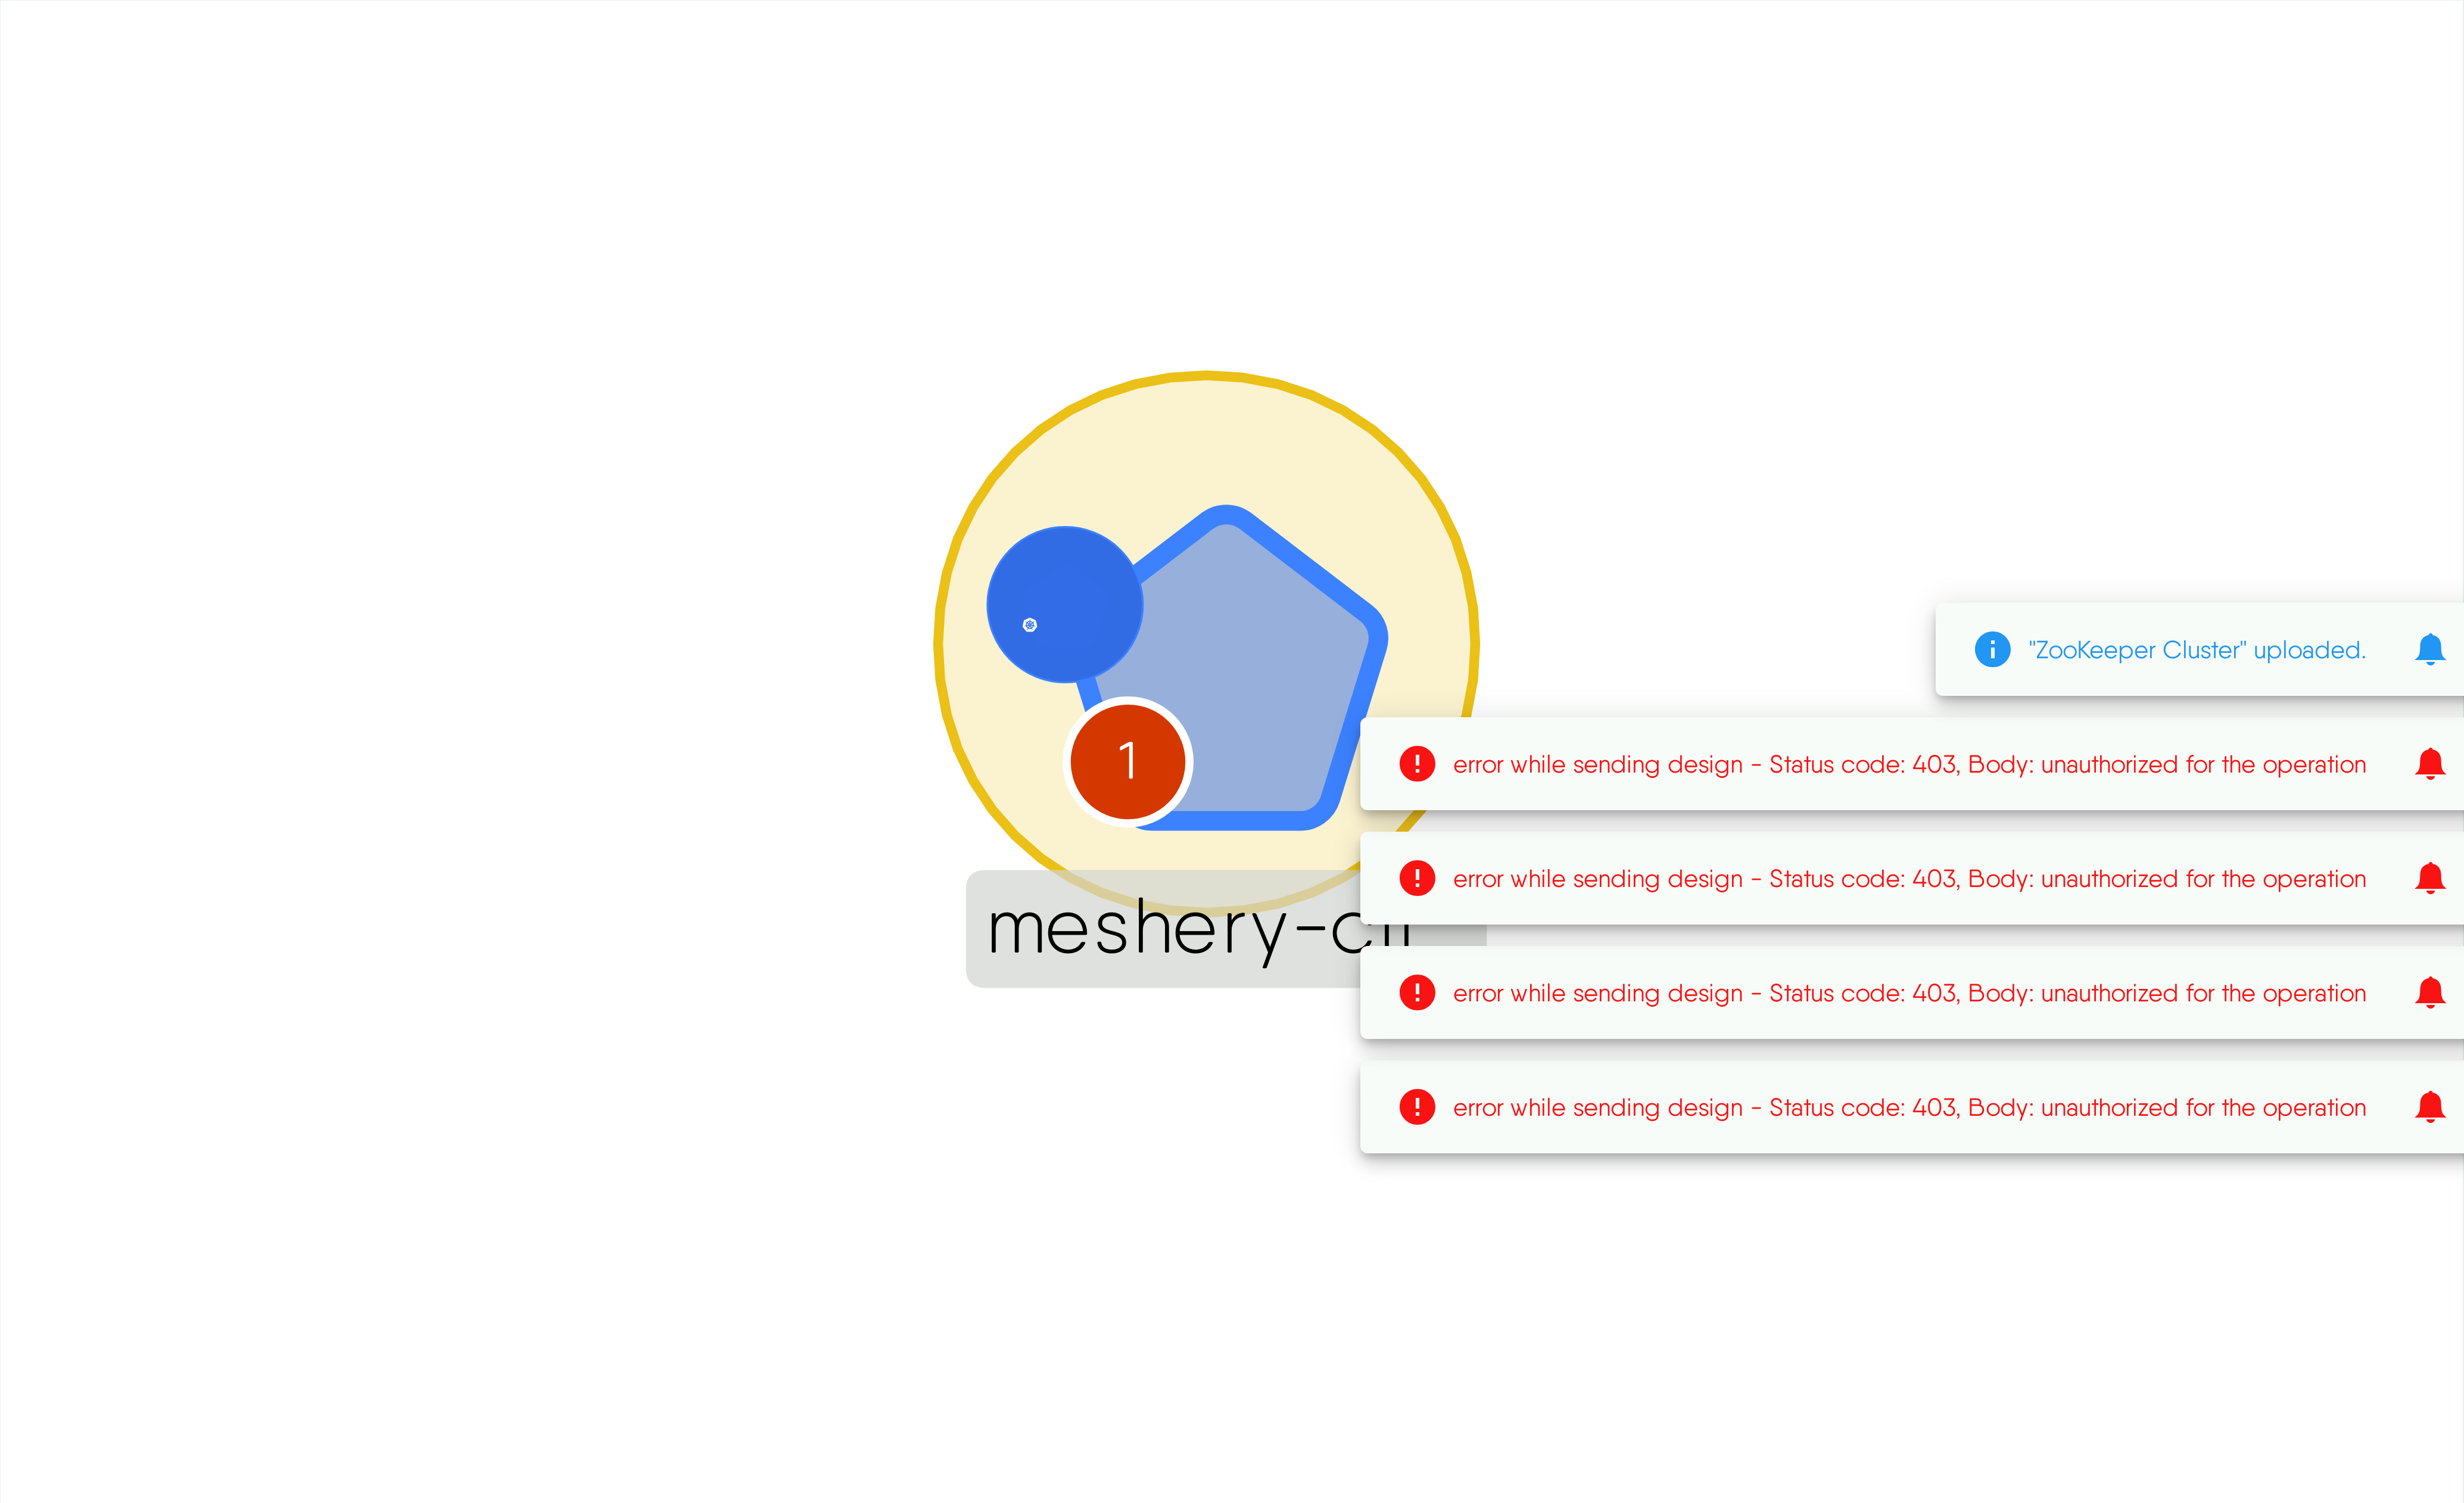 "ZooKeeper Cluster" uploaded.
1
error while sending design - Status code: 403, Body: unauthorized for the operation
error while sending design - Status code: 403, Body: unauthorized for the operation
error while sending design - Status code: 403, Body: unauthorized for the operation
error while sending design - Status code: 403, Body: unauthorized for the operation